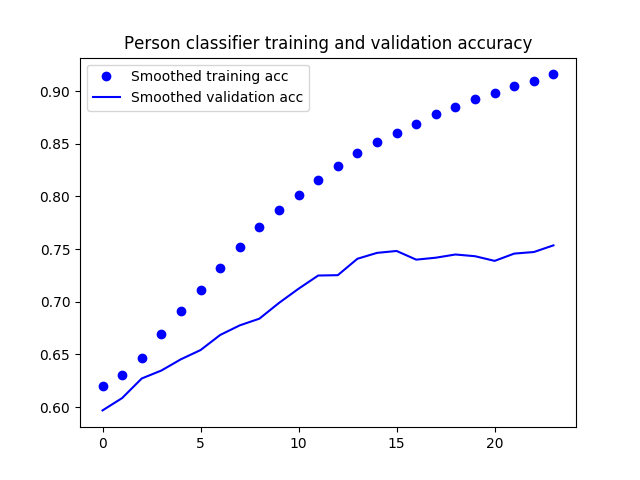 Person classifier training and validation accuracy
Smoothed training acc
Smoothed validation acc
0.90
0.85
0.80
0.75
0.70
0.65
0.60
0 5 10 15 20